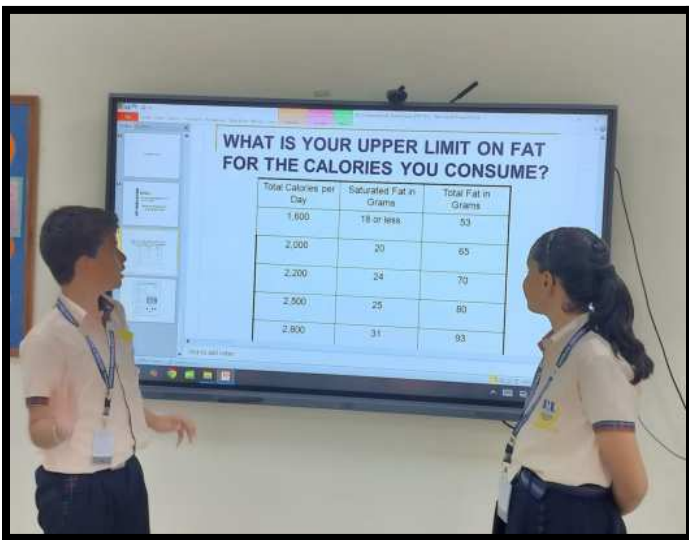 WHAT IS YOUR UPPER LIMIT ON FAT
FOR THE CALORIES YOU CONSUME?
Total Calories per Day
Saturated Fat in Grams
Total Fat in Grams
1,600 18 or less 53
2,000 20 65
2,200 24 70
2,500 25 80
2,800 31 93